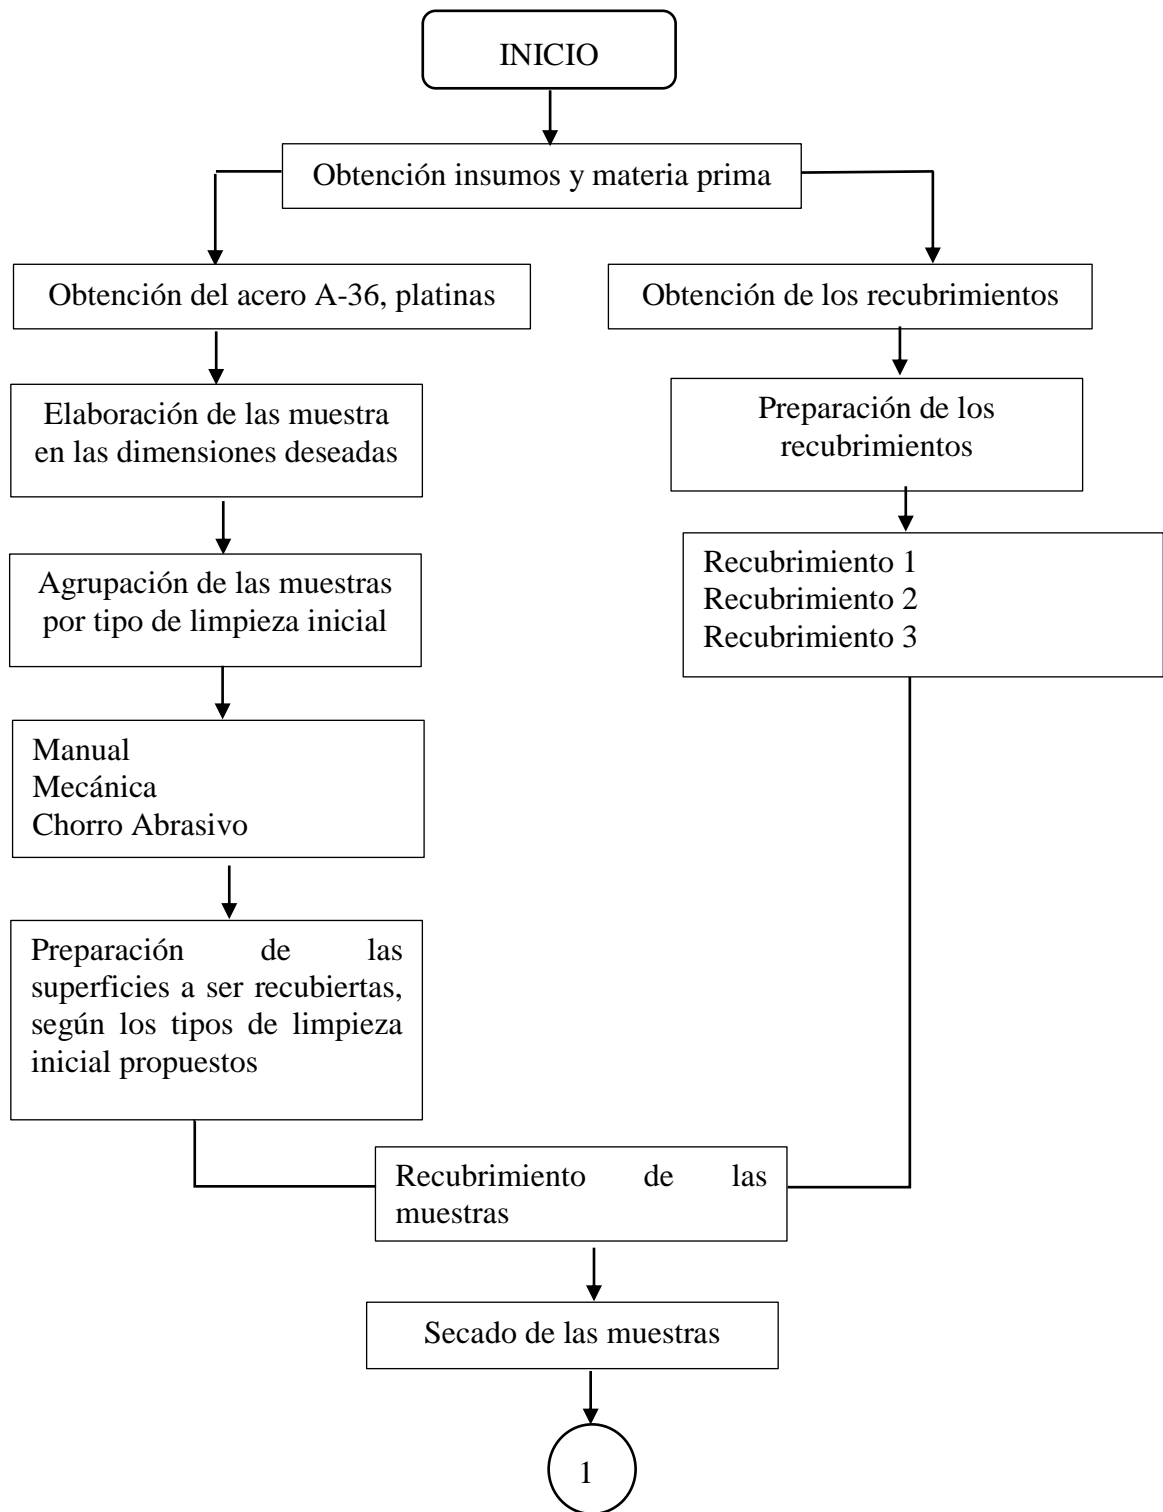 INICIO
Obtención insumos y materia prima
Obtención del acero A-36, platinas
Obtención de los recubrimientos
Elaboración de las muestra
en las dimensiones deseadas
Preparación de los
recubrimientos
Agrupación de las muestras
por tipo de limpieza inicial
Recubrimiento 1
Recubrimiento 2
Recubrimiento 3
Manual
Mecánica
Chorro Abrasivo
Preparación de las
superficies a ser recubiertas,
según los tipos de limpieza
inicial propuestos
Recubrimiento de las
muestras
Secado de las muestras
1